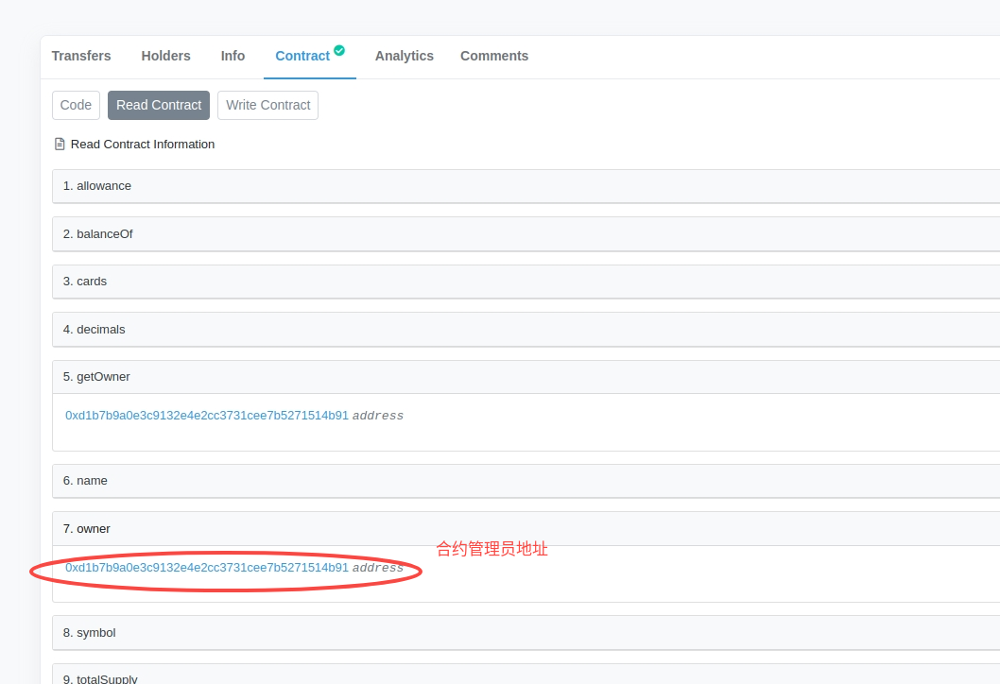 Transfers Holders Info Contract Analytics Comments
Code Read Contract Write Contract
Read Contract Information
1. allowance
2. balanceOf
3. cards
4. decimals
5. getOwner
0xd1b7b9a0e3c9132e4e2cc3731cee7b5271514b91 address
6. name
7. owner
合约管理员地址
0xd1b7b9a0e3c9132e4e2cc3731cee7b5271514b91 address
8. symbol
9. totalSupply